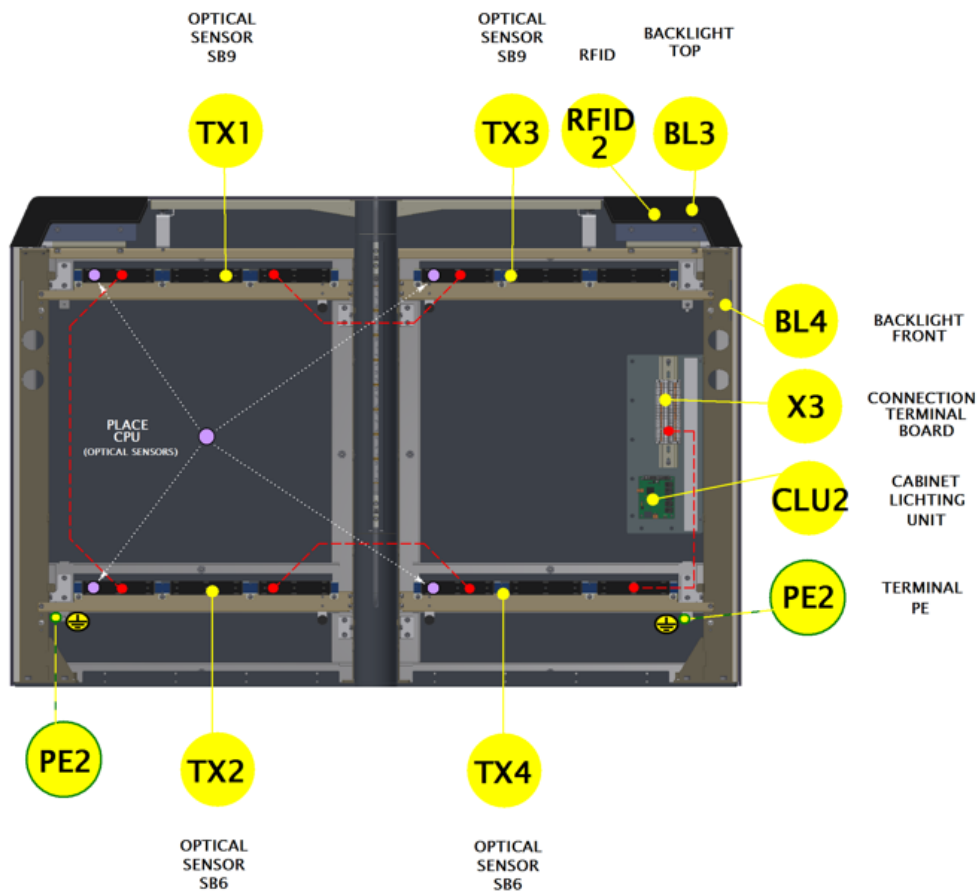 OPTICAL
SENSOR
SB9
OPTICAL
SENSOR
SB9
RFID
BACKLIGHT
TOP
TX1
TX3
RFID
2
BL3
BL4
BACKLIGHT
FRONT
X3
CONNECTION
TERMINAL
BOARD
PLACE
CPU
(OPTICAL SENSORS)
CLU2
CABINET
LICHTING
UNIT
PE2
TERMINAL
PE
PE2
TX2
TX4
OPTICAL
SENSOR
SB6
OPTICAL
SENSOR
SB6